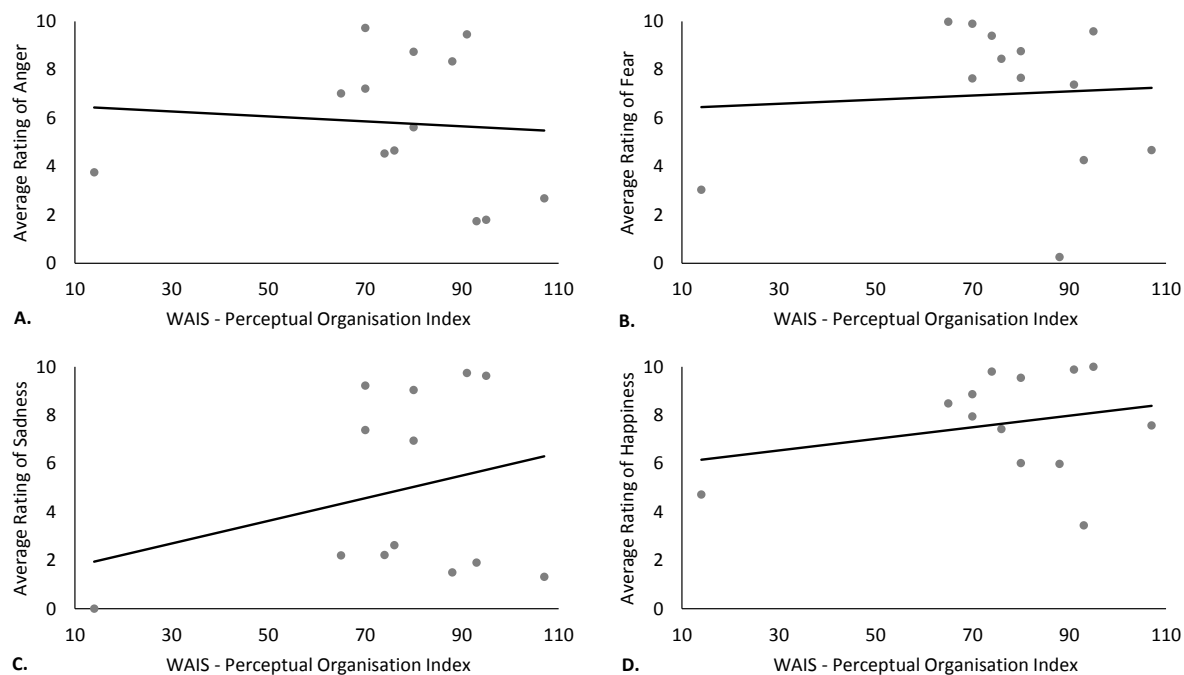 10
8
6
4
2
0
Average Rating of Anger
10 30 50 70 90 110
WAIS - Perceptual Organisation Index
A.
10
8
6
4
2
0
Average Rating of Fear
10 30 50 70 90 110
WAIS - Perceptual Organisation Index
B.
10
8
6
4
2
0
Average Rating of Sadness
10 30 50 70 90 110
WAIS - Perceptual Organisation Index
C.
10
8
6
4
2
0
Average Rating of Happiness
10 30 50 70 90 110
WAIS - Perceptual Organisation Index
D.